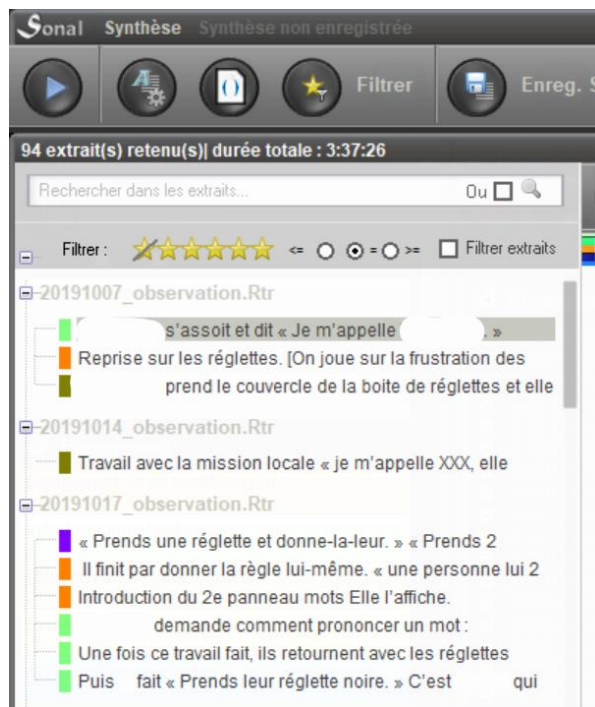 Sonal Synthèse Synthèse non enregistrée
Filtrer Enreg. S
94 extrait(s) retenu(s)| durée totale : 3:37:26
Rechercher dans les extraits... Ou
Filtrer : <= = >= Filtrer extraits
20191007_observation.Rtr
s'assoit et dit « Je m'appelle . »
Reprise sur les réglettes. [On joue sur la frustration des
prend le couvercle de la boite de réglettes et elle
20191014_observation.Rtr
Travail avec la mission locale « je m'appelle XXX, elle
20191017_observation.Rtr
« Prends une réglette et donne-la-leur. » « Prends 2
Il finit par donner la règle lui-même. « une personne lui 2
Introduction du 2e panneau mots Elle l'affiche.
demande comment prononcer un mot :
Une fois ce travail fait, ils retournent avec les réglettes
Puis fait « Prends leur réglette noire. » C'est qui